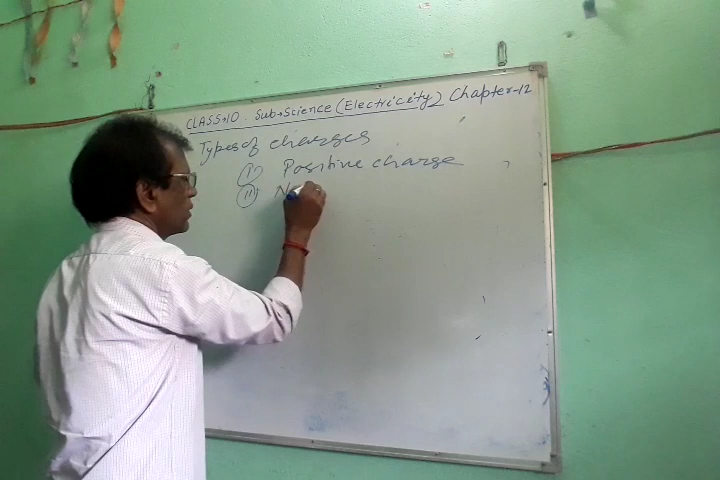 CLASS→10. Sub→Science (Electricity) Chapter-12
Types of charges
(i) Positive charge
(ii)